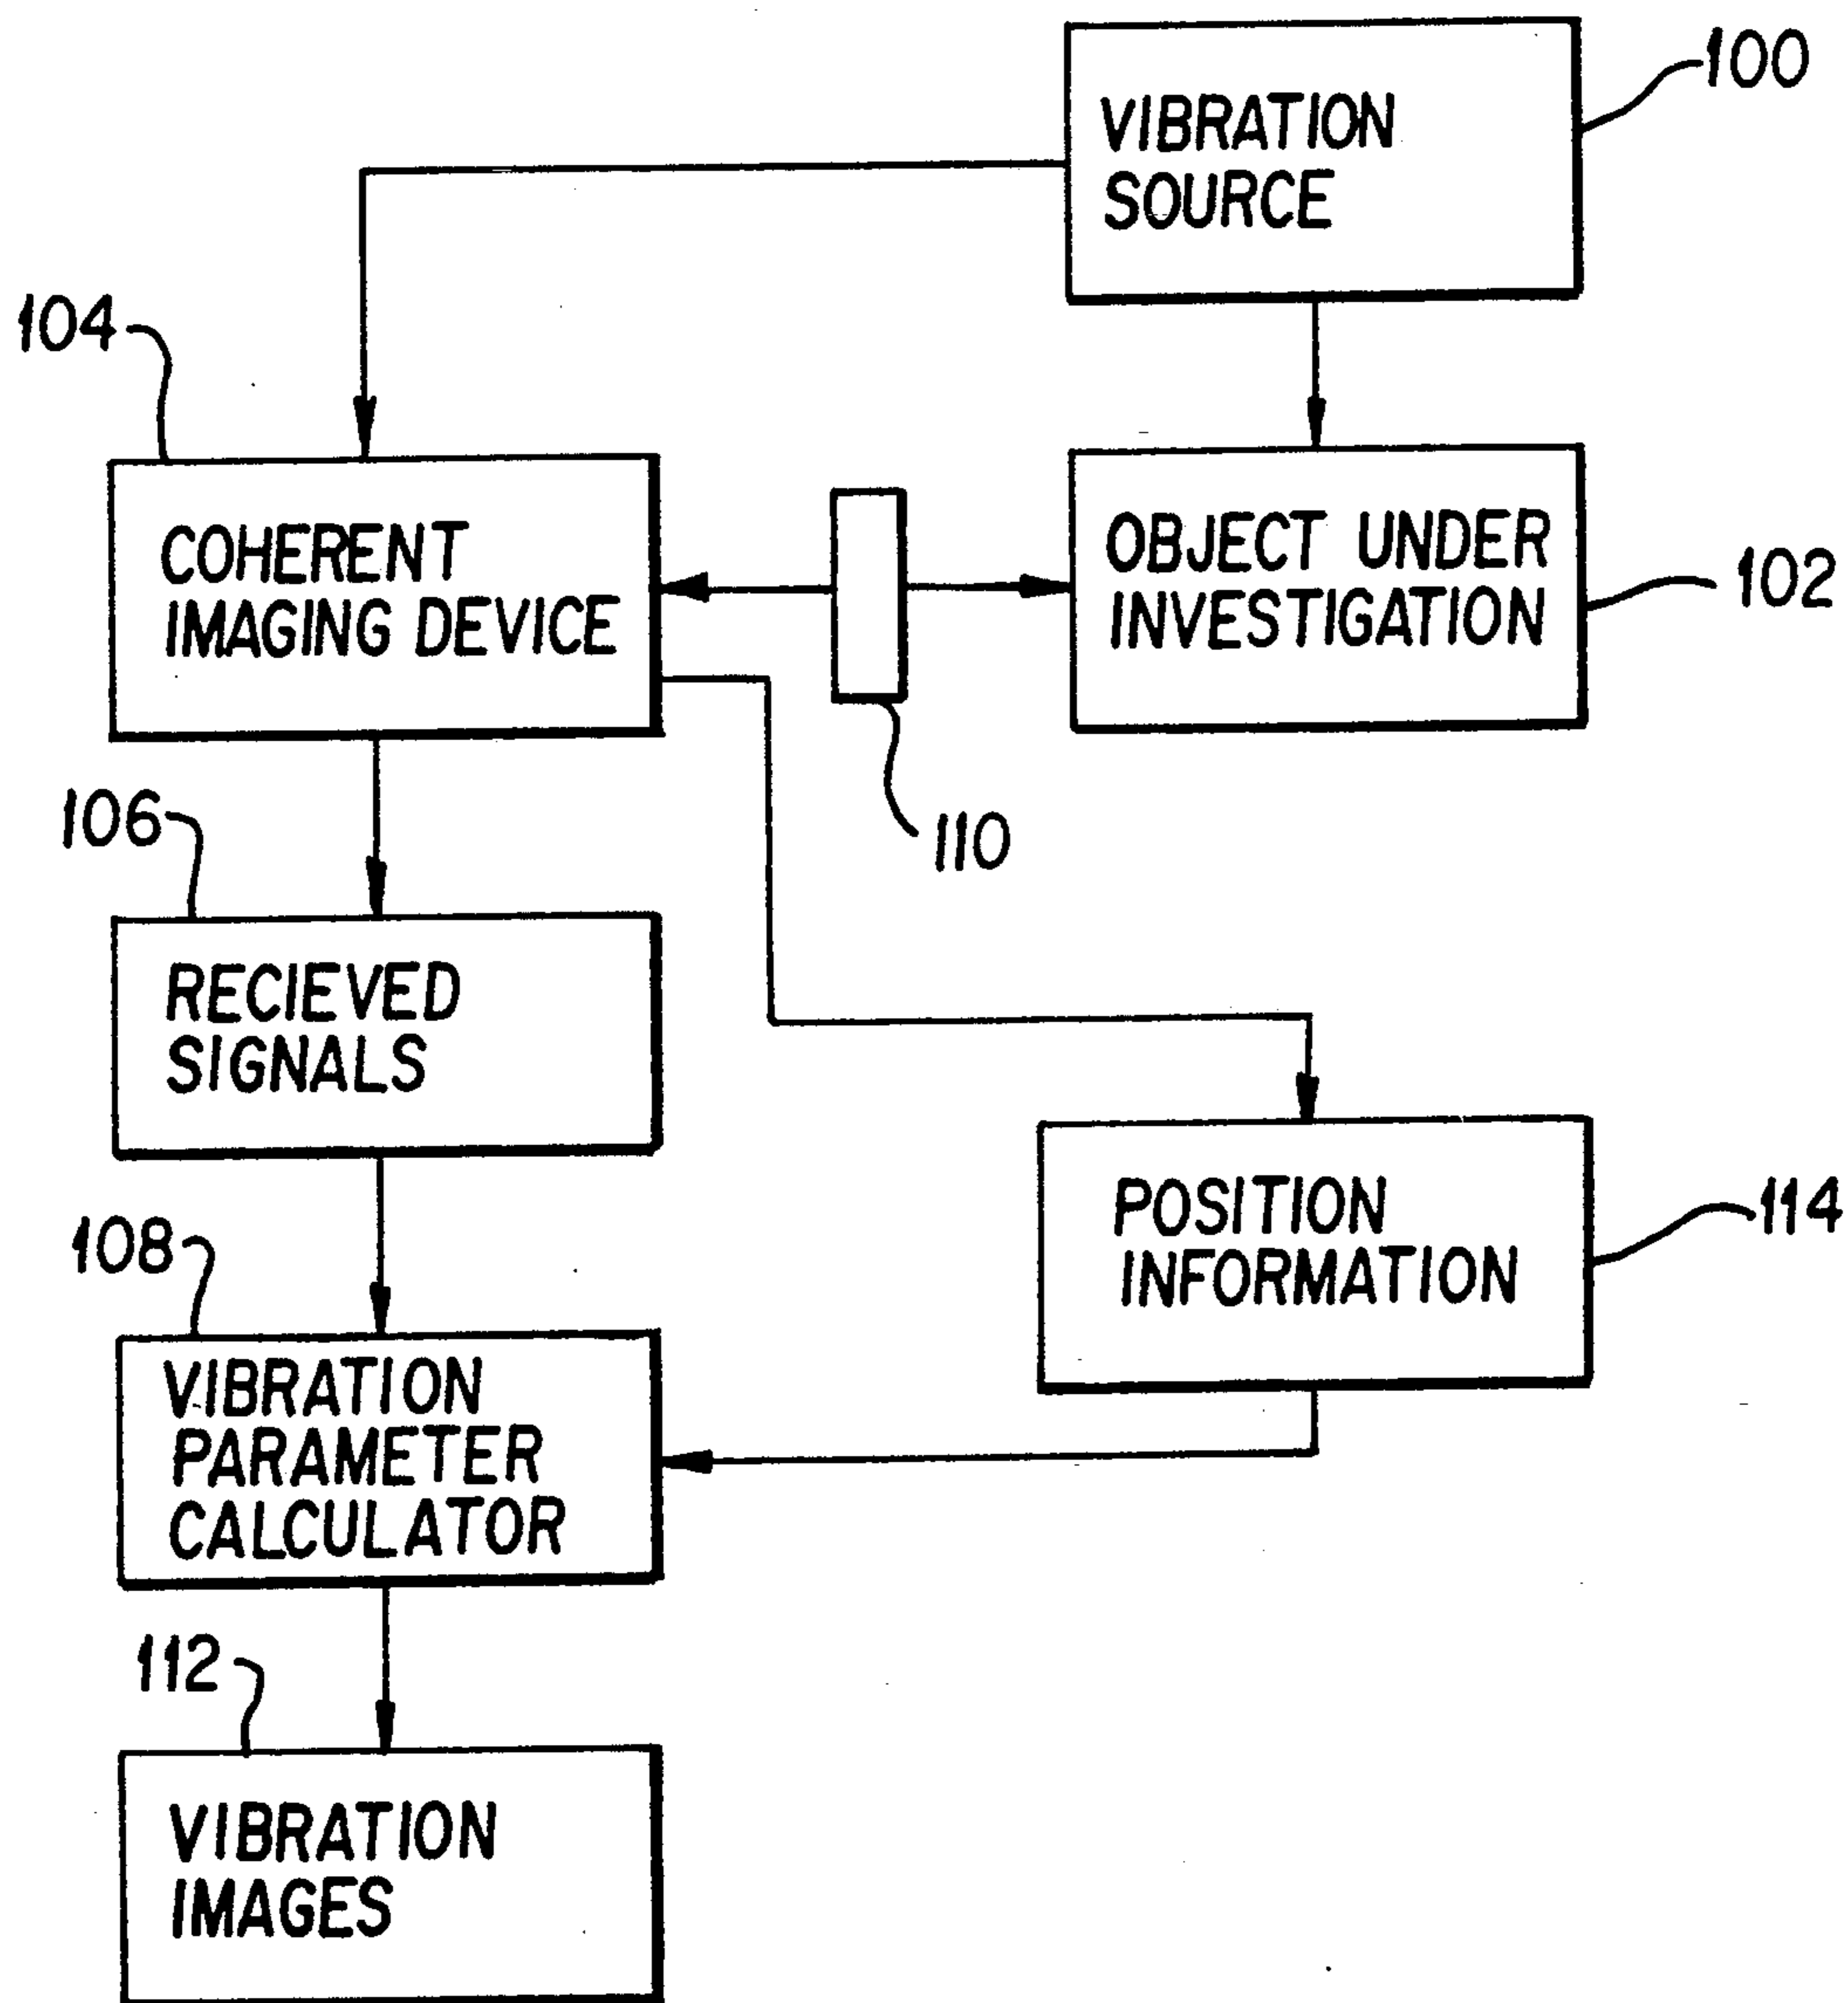 VIBRATION
SOURCE
100
104
COHERENT
IMAGING DEVICE
OBJECT UNDER
INVESTIGATION
102
110
106
RECIEVED
SIGNALS
POSITION
INFORMATION
114
108
VIBRATION
PARAMETER
CALCULATOR
112
VIBRATION
IMAGES